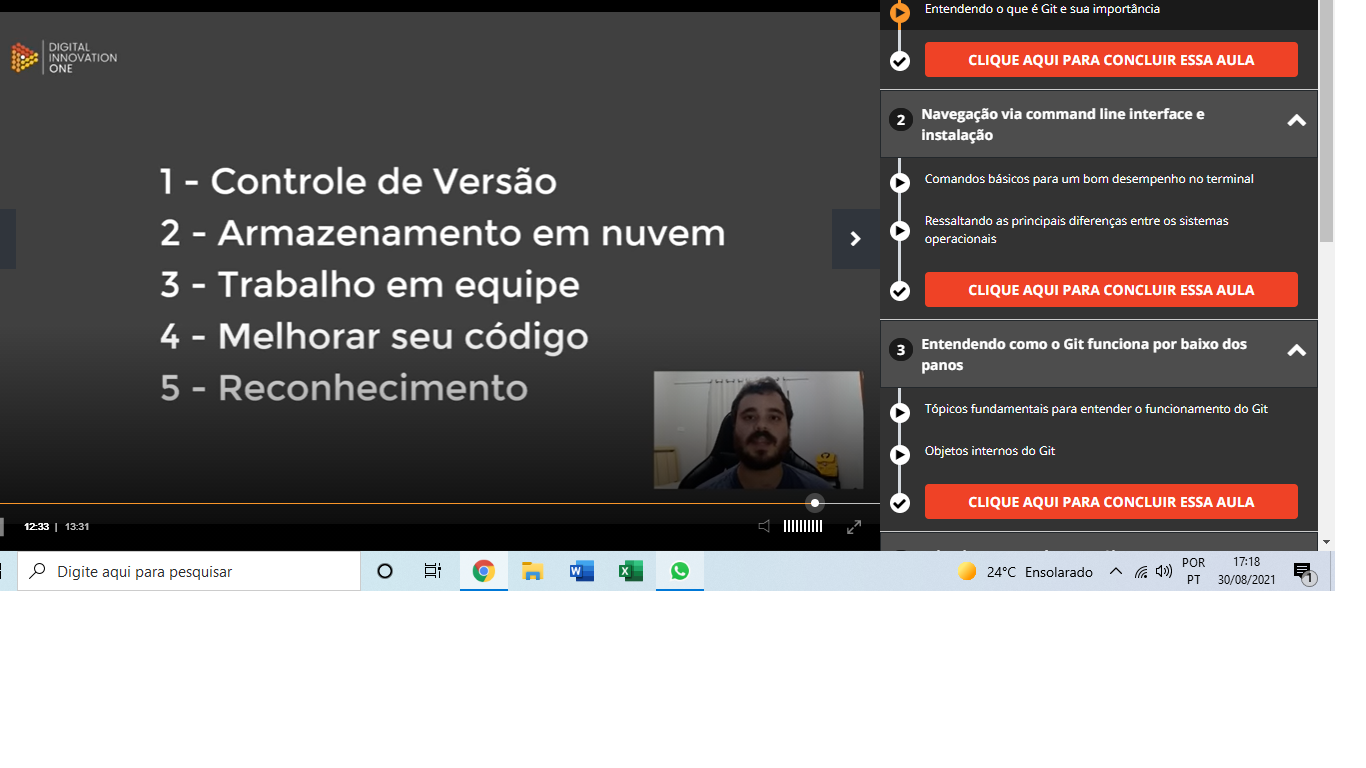 DIGITAL
INNOVATION
ONE
1 - Controle de Versão
2 - Armazenamento em nuvem
3 - Trabalho em equipe
4 - Melhorar seu código
5 - Reconhecimento
12:33 | 13:31
Entendendo o que é Git e sua importância
CLIQUE AQUI PARA CONCLUIR ESSA AULA
2 Navegação via command line interface e
instalação
Comandos básicos para um bom desempenho no terminal
Ressaltando as principais diferenças entre os sistemas
operacionais
CLIQUE AQUI PARA CONCLUIR ESSA AULA
3 Entendendo como o Git funciona por baixo dos
panos
Tópicos fundamentais para entender o funcionamento do Git
Objetos internos do Git
CLIQUE AQUI PARA CONCLUIR ESSA AULA
Digite aqui para pesquisar
24°C Ensolarado
POR
PT
17:18
30/08/2021
1